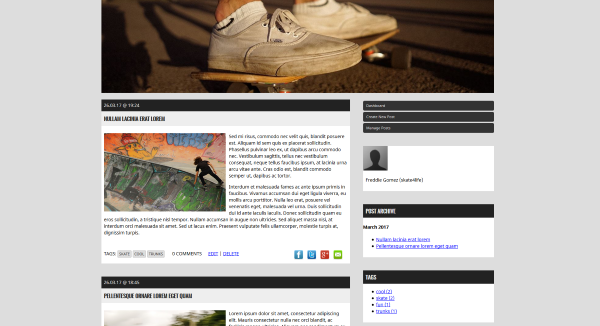 26.03.17 @ 19:24
NULLAM LACINIA ERAT LOREM
Sed mi risus, commodo nec velit quis, blandit posuere
est. Aliquam id sem quis ex placerat sollicitudin.
Phasellus pulvinar leo ex, ut dapibus arcu commodo
nec. Vestibulum sagittis, tellus nec vestibulum
consequat, neque tellus faucibus ipsum, at lacinia urna
arcu vitae ante. Cras odio est, blandit commodo
semper ut, dapibus ac tortor.
Interdum et malesuada fames ac ante ipsum primis in
faucibus. Vivamus accumsan dui eget ligula viverra, eu
mollis arcu porttitor. Nulla leo erat, posuere vel
venenatis eget, malesuada vel urna. Duis sollicitudin
dui id ante iaculis iaculis. Donec sollicitudin quam eu
eros sollicitudin, a tristique nisl tempor. Nullam accumsan in augue non ultricies. Sed aliquet massa nisi, at
interdum orci malesuada sit amet. Sed ut lacus enim. Praesent vulputate felis ullamcorper, molestie turpis at,
dignissim turpis.
TAGS: SKATE COOL TRUNKS 0 COMMENTS EDIT | DELETE
26.03.17 @ 18:45
PELLENTESQUE ORNARE LOREM EGET QUAM
Lorem ipsum dolor sit amet, consectetur adipiscing
elit. Mauris consectetur nulla nec orci blandit, ac
Dashboard
Create New Post
Manage Posts
Freddie Gomez (skate4life)
POST ARCHIVE
March 2017
Nullam lacinia erat lorem
Pellentesque ornare lorem eget quam
TAGS
cool (2)
skate (2)
fun (1)
trunks (1)